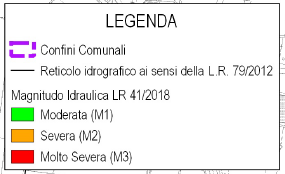 LEGENDA
Confini Comunali
Reticolo idrografico ai sensi della L.R. 79/2012
Magnitudo Idraulica LR 41/2018
Moderata (M1)
Severa (M2)
Molto Severa (M3)